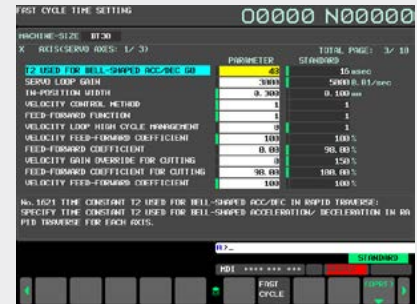 FAST CYCLE TIME SETTING O0000 N00000
MACHINE-SIZE BT30
X AXIS(SERVO AXES: 1/ 3) TOTAL PAGE: 3/ 10
PARAMETER STANDARD
T2 USED FOR BELL-SHAPED ACC/DEC G0 48 16 msec
SERVO LOOP GAIN 3000 5000 0.01/sec
IN-POSITION WIDTH 0.300 0.100 mm
VELOCITY CONTROL METHOD 1 1
FEED-FORWARD FUNCTION 1 1
VELOCITY LOOP HIGH CYCLE MANAGEMENT 0 1
VELOCITY FEED-FORWARD COEFFICIENT 100 100 %
FEED-FORWARD COEFFICIENT 0.00 98.00 %
VELOCITY GAIN OVERRIDE FOR CUTTING 0 150 %
FEED-FORWARD COEFFICIENT FOR CUTTING 98.00 100.00 %
VELOCITY FEED-FORWARD COEFFICIENT 100 100 %
No.1621 TIME CONSTANT T2 USED FOR BELL-SHAPED ACC/DEC IN RAPID TRAVERSE:
SPECIFY TIME CONSTANT T2 USED FOR BELL-SHAPED ACCELERATION/ DECELERATION IN RA
PID TRAVERSE FOR EACH AXIS.
A>_
STANDARD
MDI **** *** ***
FAST CYCLE (OPRT)